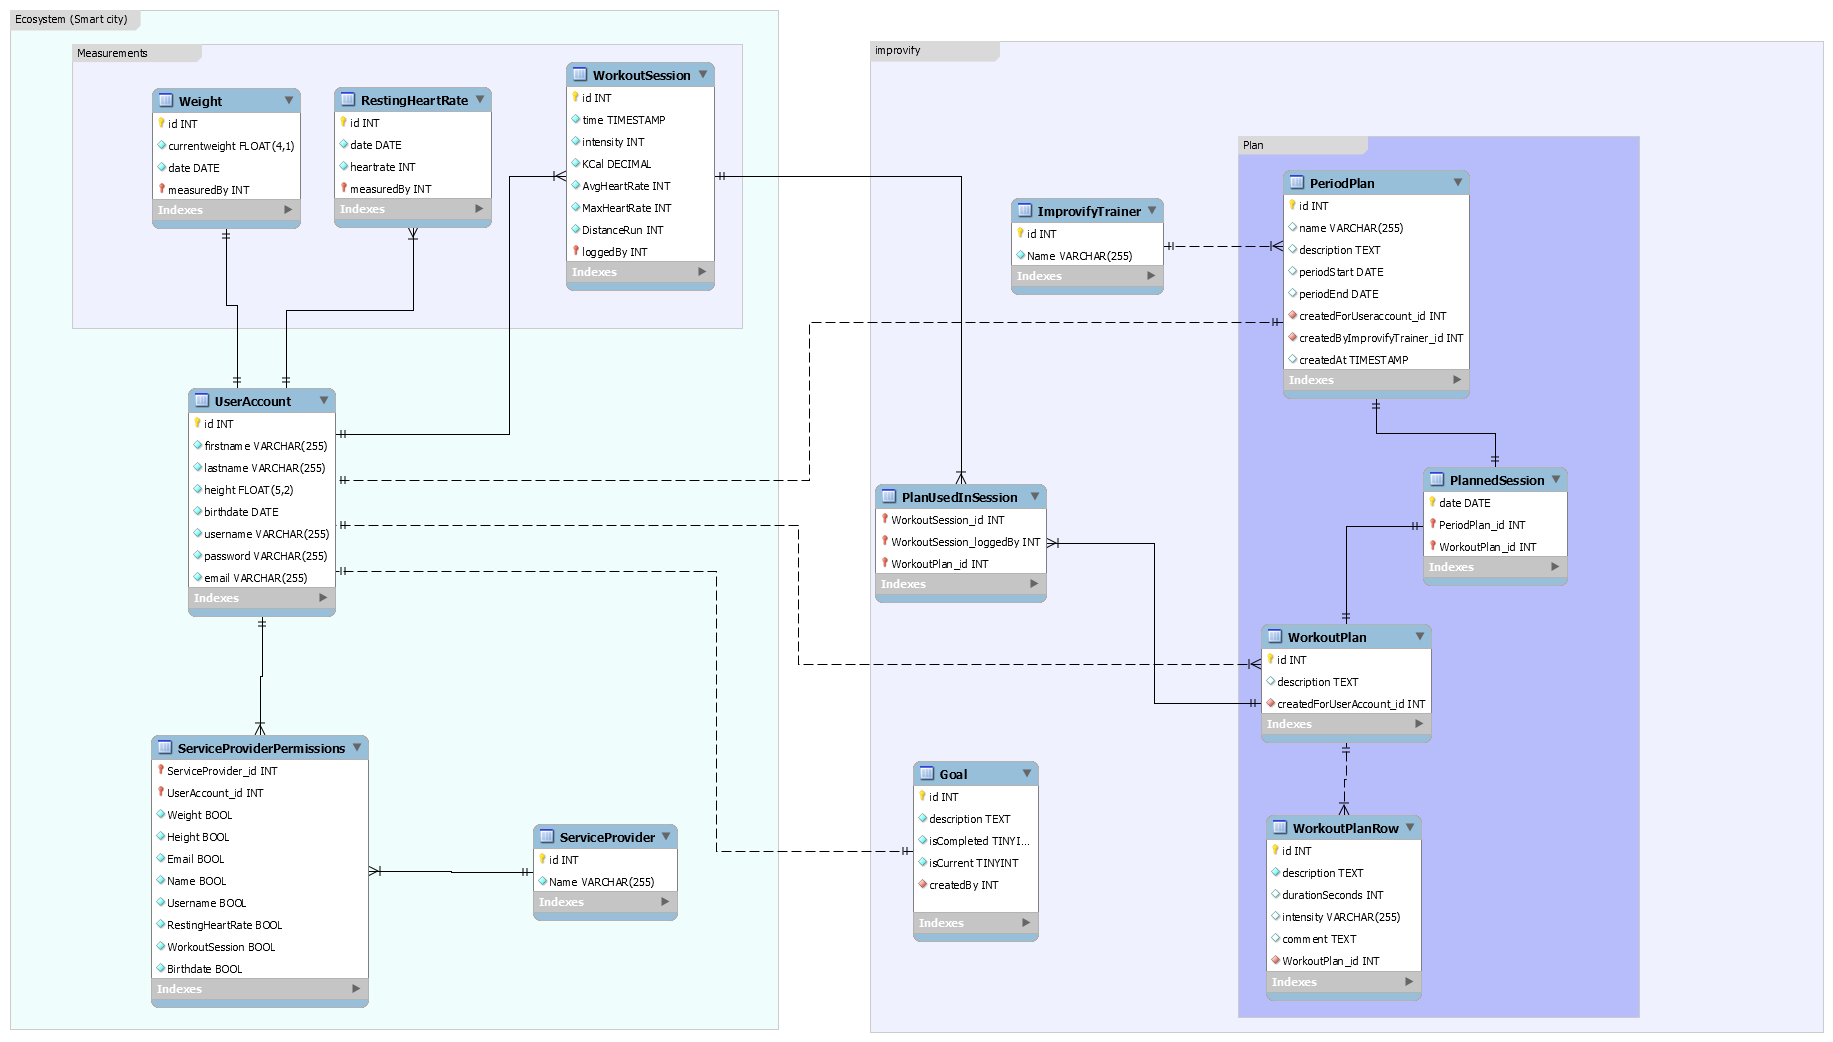 Ecosystem (Smart city)
Measurements
Weight
id INT
currentweight FLOAT(4,1)
date DATE
measuredBy INT
Indexes
RestingHeartRate
id INT
date DATE
heartrate INT
measuredBy INT
Indexes
WorkoutSession
id INT
time TIMESTAMP
intensity INT
KCal DECIMAL
AvgHeartRate INT
MaxHeartRate INT
DistanceRun INT
loggedBy INT
Indexes
UserAccount
id INT
firstname VARCHAR(255)
lastname VARCHAR(255)
height FLOAT(5,2)
birthdate DATE
username VARCHAR(255)
password VARCHAR(255)
email VARCHAR(255)
Indexes
ServiceProviderPermissions
ServiceProvider_id INT
UserAccount_id INT
Weight BOOL
Height BOOL
Email BOOL
Name BOOL
Username BOOL
RestingHeartRate BOOL
WorkoutSession BOOL
Birthdate BOOL
Indexes
ServiceProvider
id INT
Name VARCHAR(255)
Indexes
improvify
ImprovifyTrainer
id INT
Name VARCHAR(255)
Indexes
PlanUsedInSession
WorkoutSession_id INT
WorkoutSession_loggedBy INT
WorkoutPlan_id INT
Indexes
Goal
id INT
description TEXT
isCompleted TINYI...
isCurrent TINYINT
createdBy INT
Indexes
Plan
PeriodPlan
id INT
name VARCHAR(255)
description TEXT
periodStart DATE
periodEnd DATE
createdForUseraccount_id INT
createdByImprovifyTrainer_id INT
createdAt TIMESTAMP
Indexes
PlannedSession
date DATE
PeriodPlan_id INT
WorkoutPlan_id INT
Indexes
WorkoutPlan
id INT
description TEXT
createdForUserAccount_id INT
Indexes
WorkoutPlanRow
id INT
description TEXT
durationSeconds INT
intensity VARCHAR(255)
comment TEXT
WorkoutPlan_id INT
Indexes